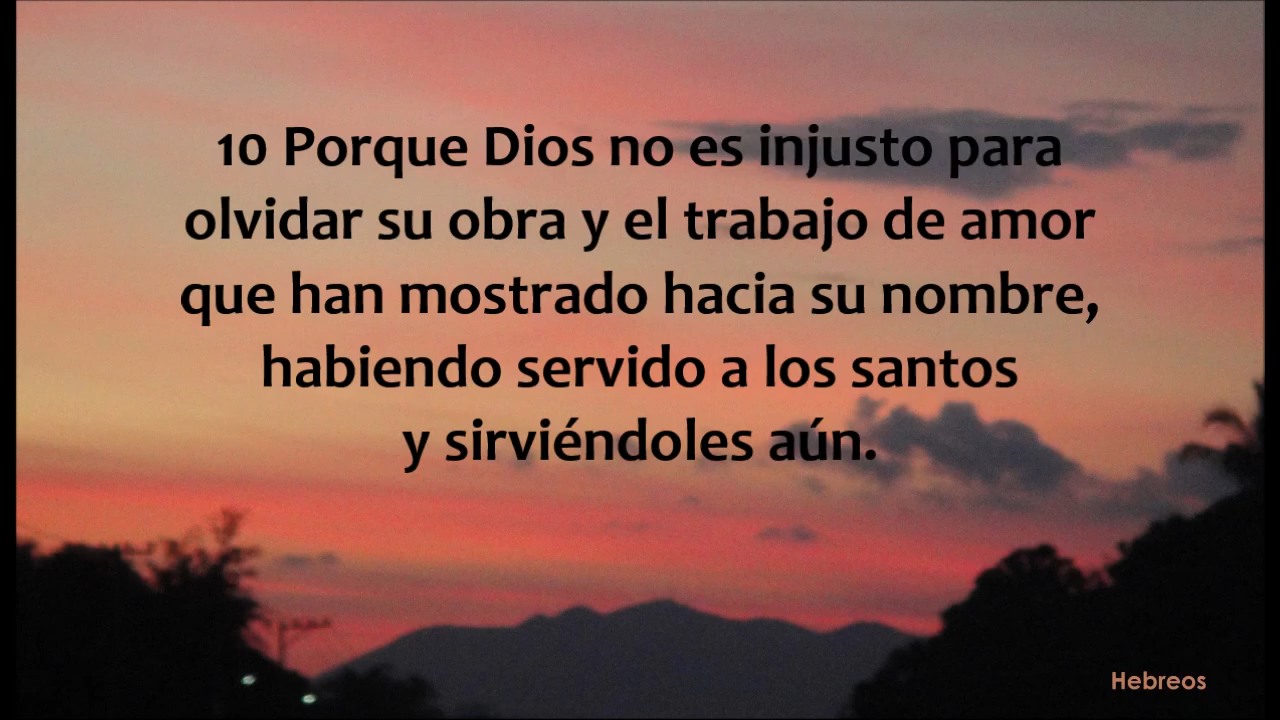 10 Porque Dios no es injusto para
olvidar su obra y el trabajo de amor
que han mostrado hacia su nombre,
habiendo servido a los santos
y sirviéndoles aún.
Hebreos